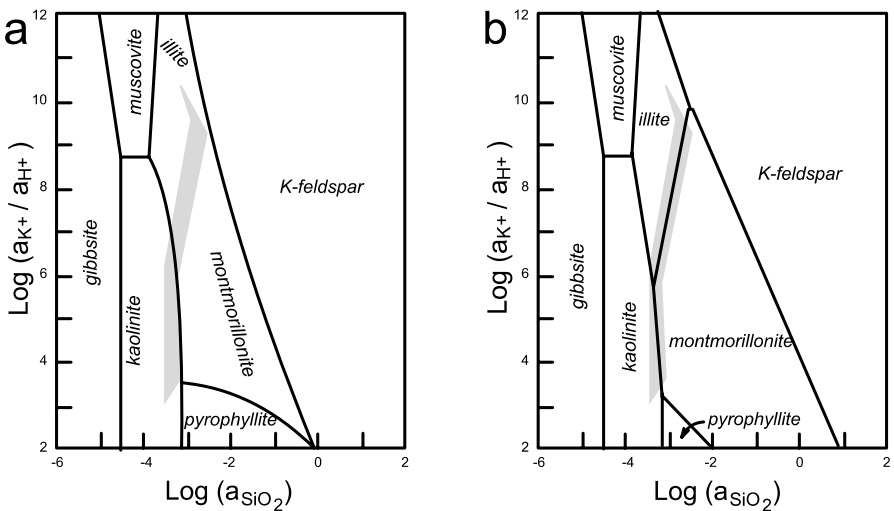 a
12
10
8
6
4
2
-6
-4
-2
0
2
Log (aK+ / aH+)
Log (aSiO2)
gibbsite
kaolinite
muscovite
illite
montmorillonite
pyrophyllite
K-feldspar
b
12
10
8
6
4
2
-6
-4
-2
0
2
Log (aK+ / aH+)
Log (aSiO2)
gibbsite
kaolinite
muscovite
illite
montmorillonite
pyrophyllite
K-feldspar